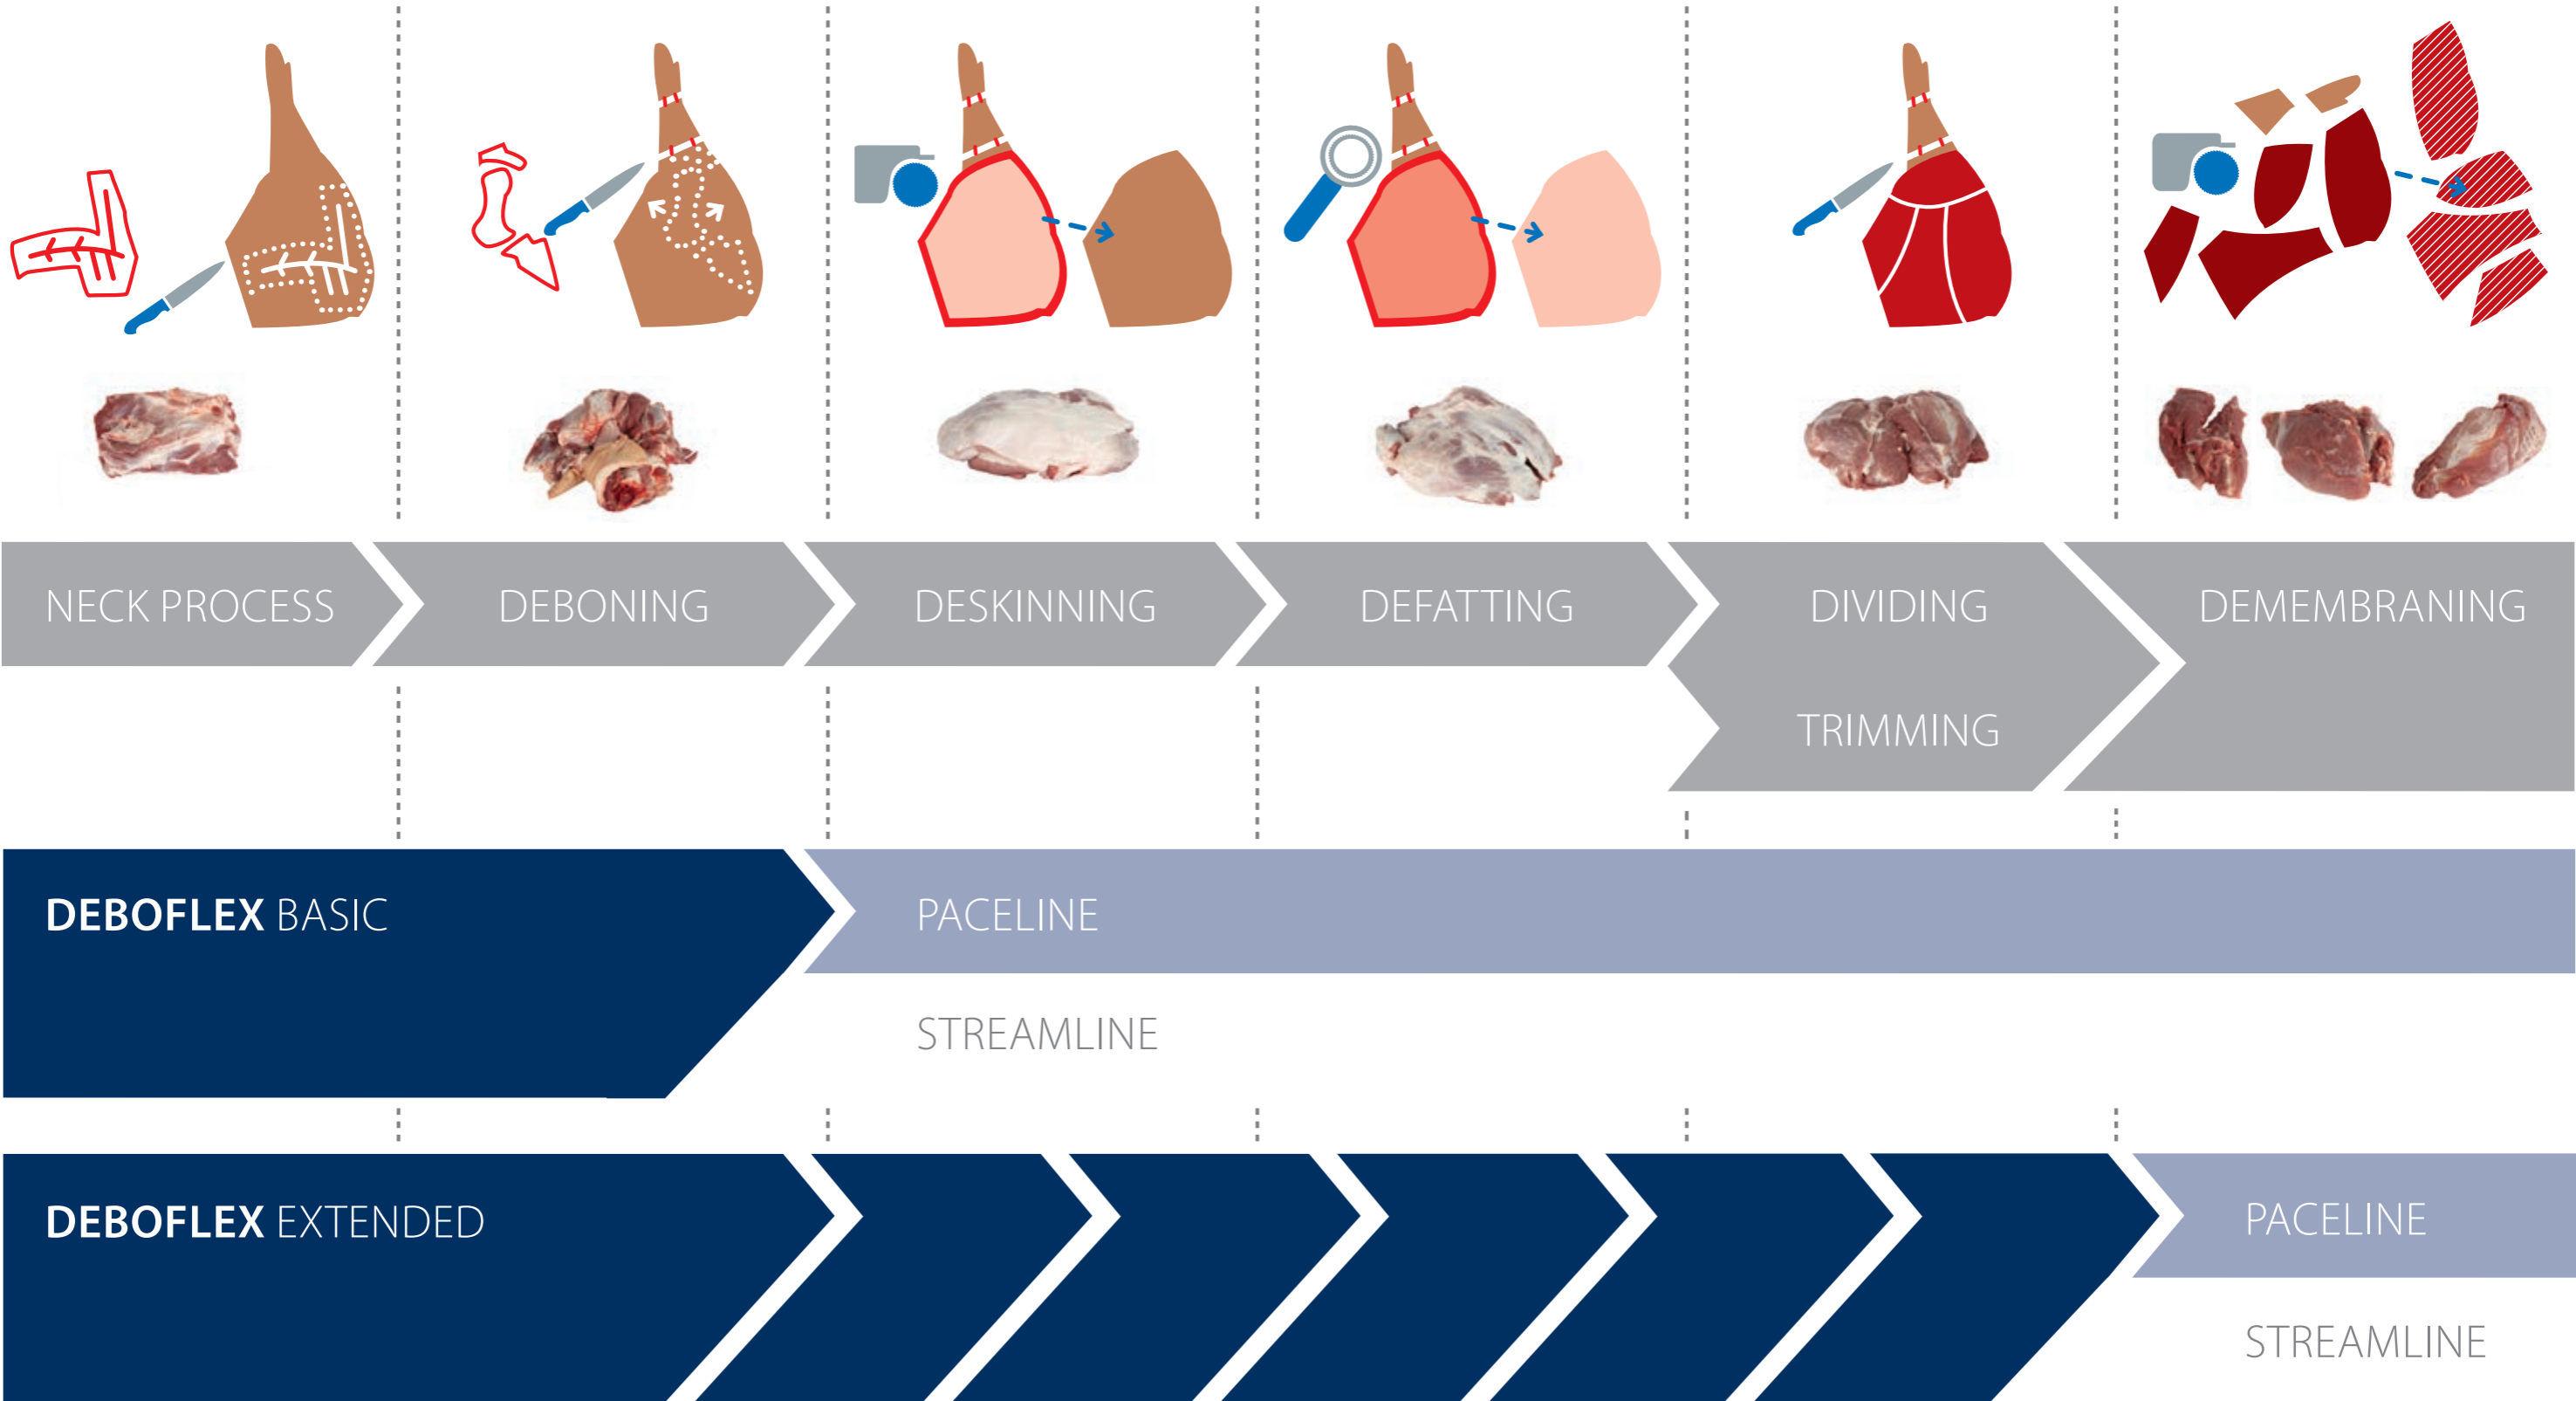 NECK PROCESS
DEBONING
DESKINNING
DEFATTING
DIVIDING
DEMEMBRANING
TRIMMING
DEBOFLEX BASIC
PACELINE
STREAMLINE
DEBOFLEX EXTENDED
PACELINE
STREAMLINE